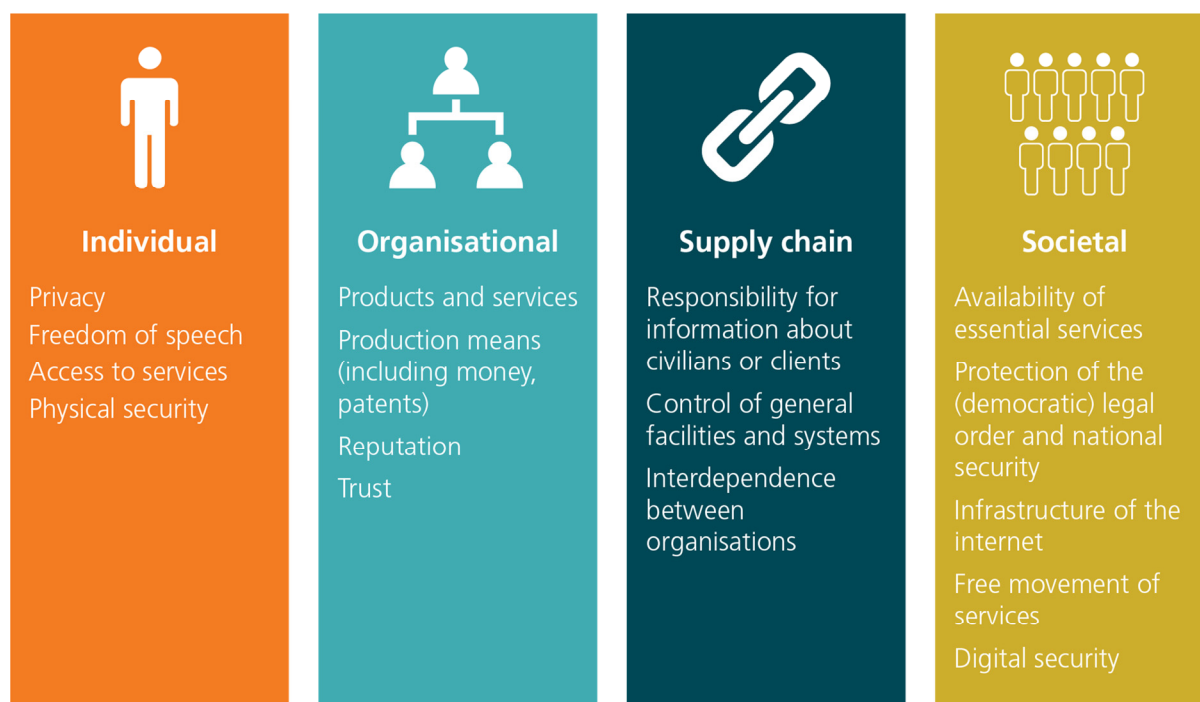 Individual
Privacy
Freedom of speech
Access to services
Physical security
Organisational
Products and services
Production means
(including money,
patents)
Reputation
Trust
Supply chain
Responsibility for
information about
civilians or clients
Control of general
facilities and systems
Interdependence
between
organisations
Societal
Availability of
essential services
Protection of the
(democratic) legal
order and national
security
Infrastructure of the
internet
Free movement of
services
Digital security